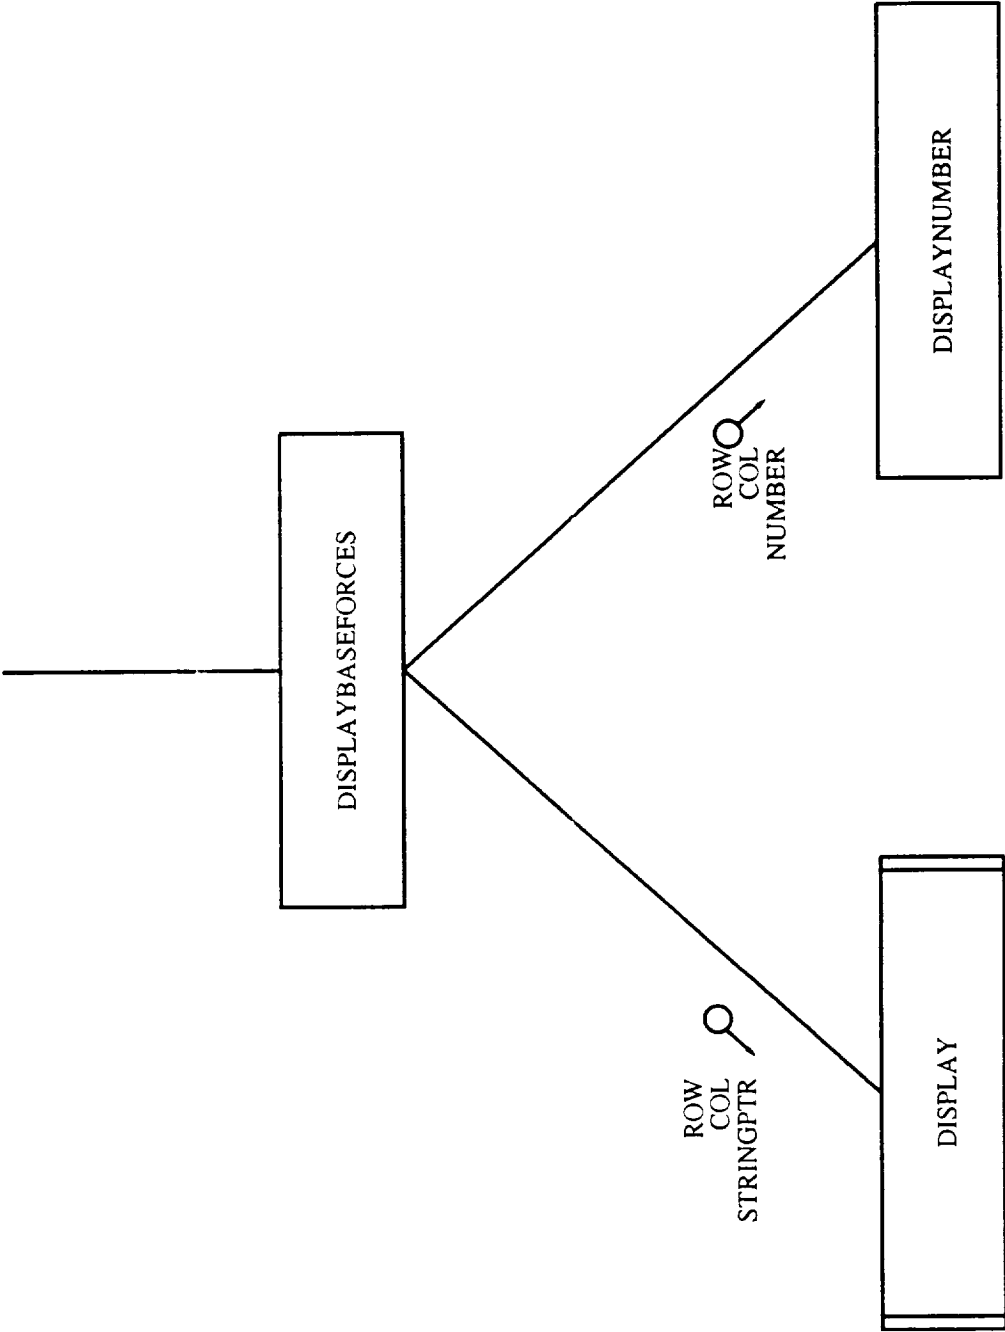 DISPLAYBASEFORCES
ROW
COL
STRINGPTR
ROW
COL
NUMBER
DISPLAY
DISPLAYNUMBER